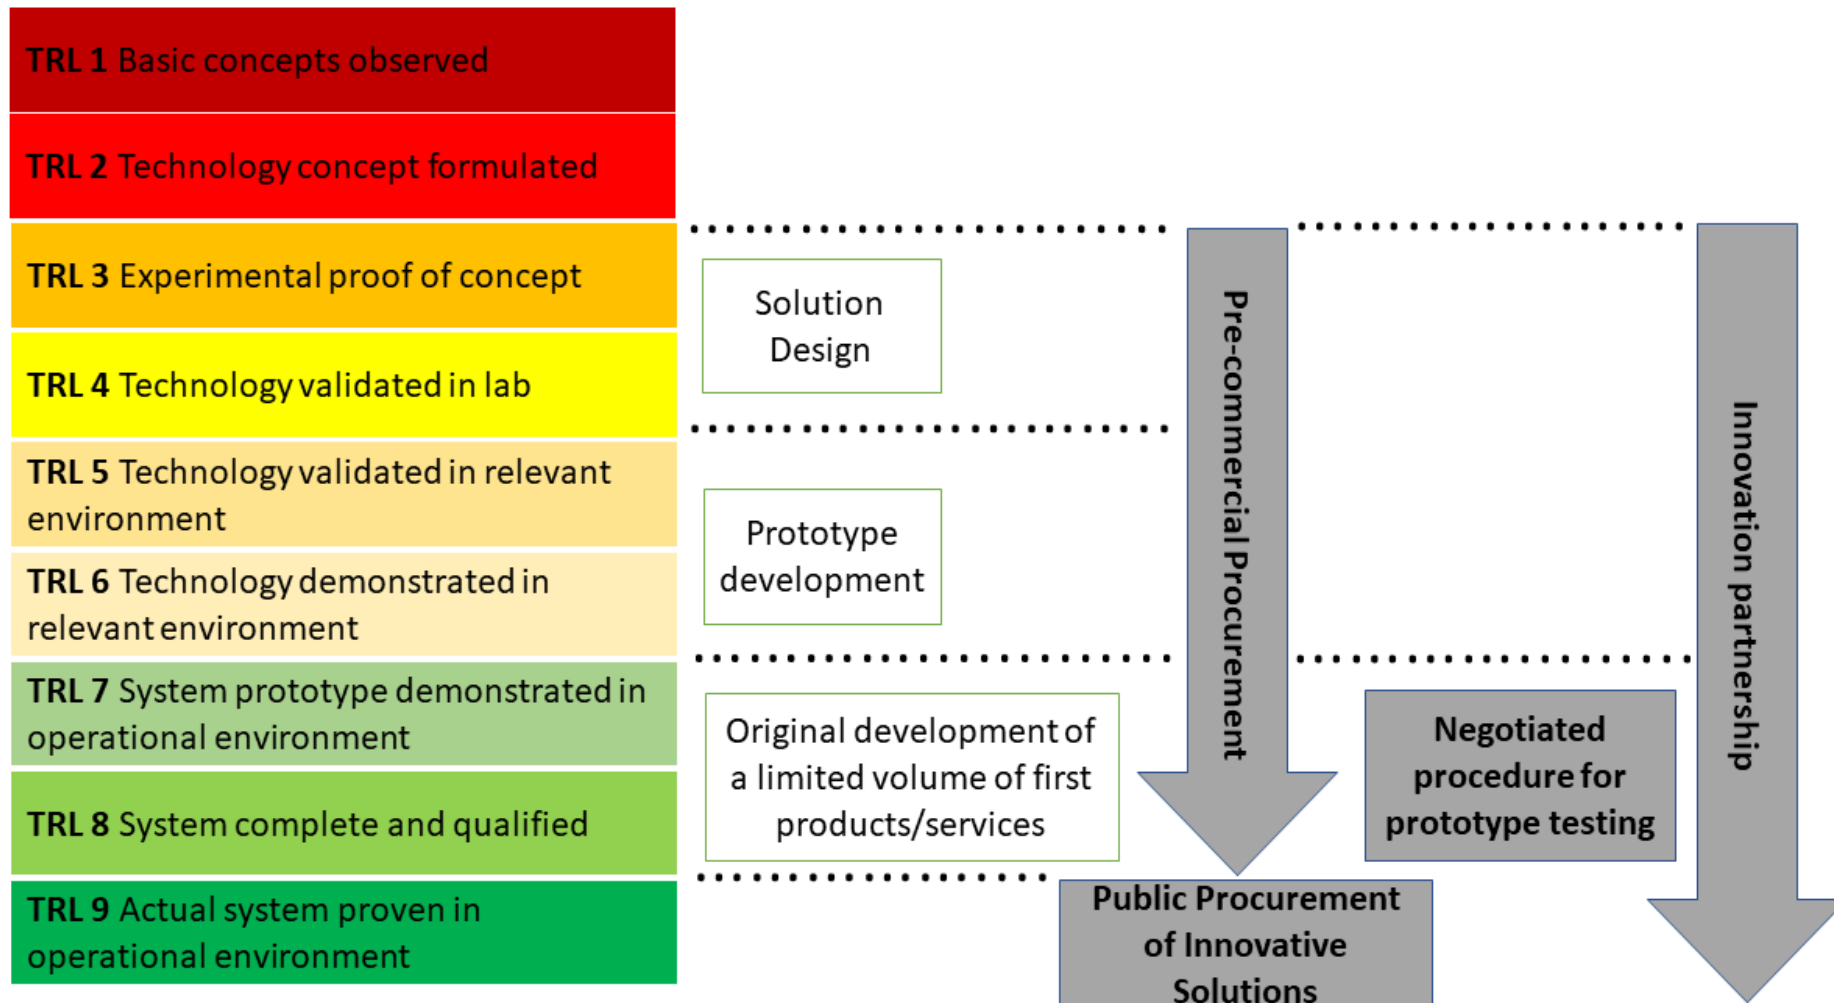 TRL 1 Basic concepts observed
TRL 2 Technology concept formulated
TRL 3 Experimental proof of concept
TRL 4 Technology validated in lab
TRL 5 Technology validated in relevant
environment
TRL 6 Technology demonstrated in
relevant environment
TRL 7 System prototype demonstrated in
operational environment
TRL 8 System complete and qualified
TRL 9 Actual system proven in
operational environment
Solution
Design
Prototype
development
Original development of
a limited volume of first
products/services
Pre-commercial Procurement
Public Procurement
of Innovative
Solutions
Negotiated
procedure for
prototype testing
Innovation partnership